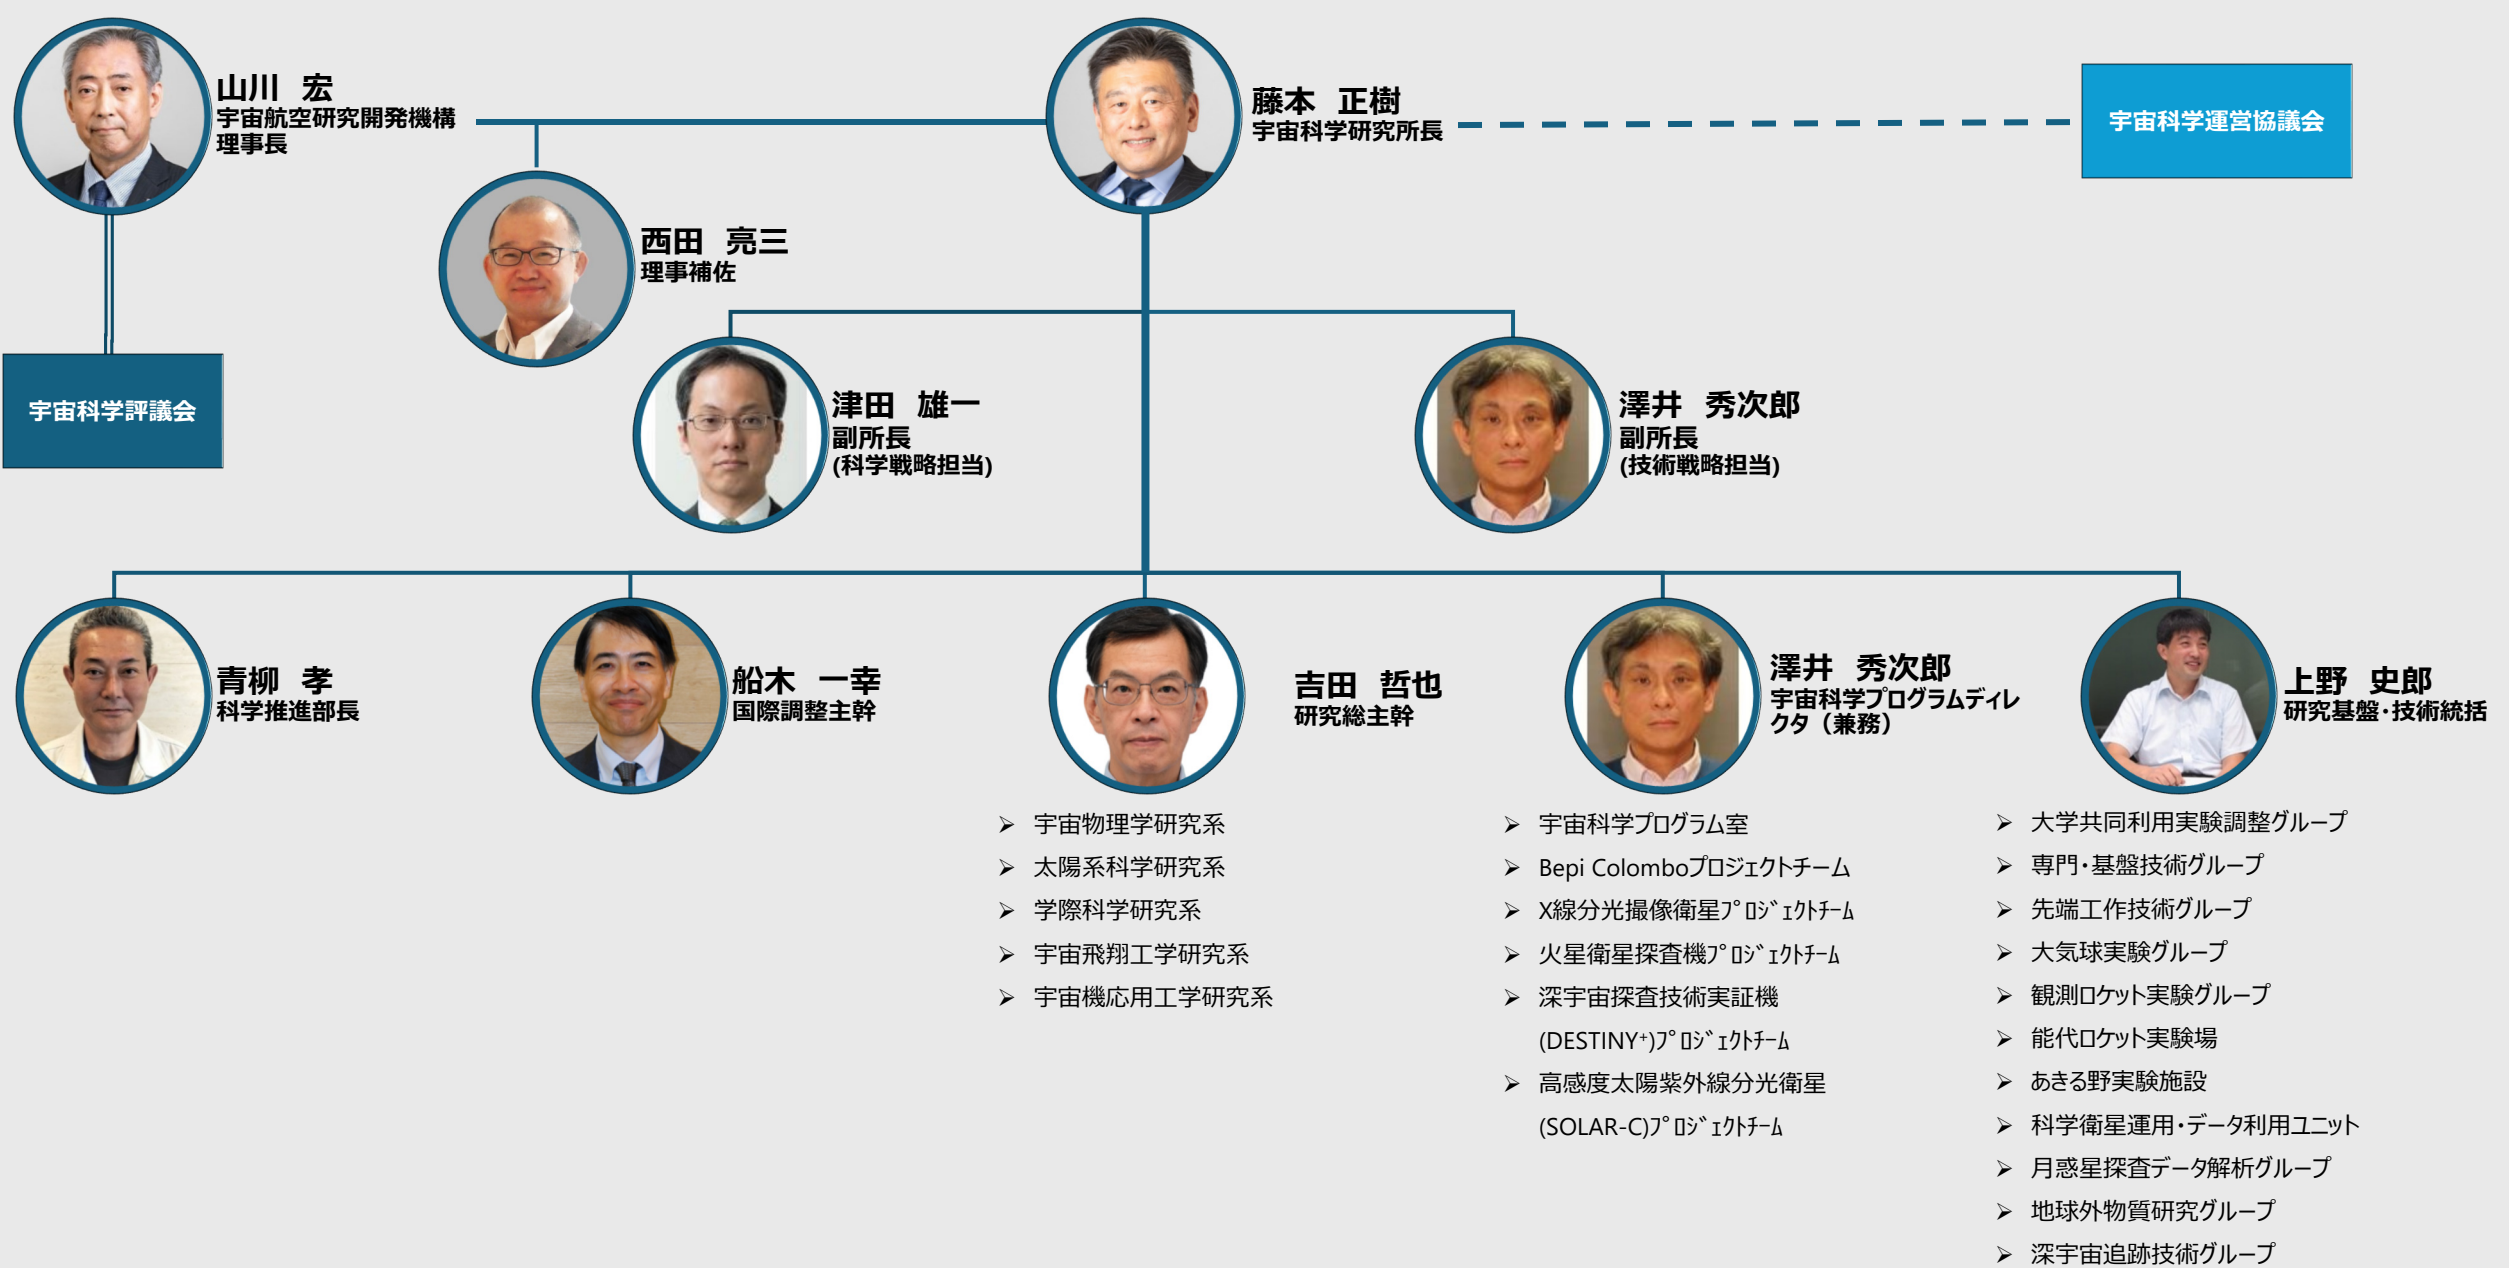 山川 宏
宇宙航空研究開発機構
理事長
藤本 正樹
宇宙科学研究所長
宇宙科学運営協議会
西田 亮三
理事補佐
宇宙科学評議会
津田 雄一
副所長
(科学戦略担当)
澤井 秀次郎
副所長
(技術戦略担当)
青柳 孝
科学推進部長
船木 一幸
国際調整主幹
吉田 哲也
研究総主幹
澤井 秀次郎
宇宙科学プログラムディレ
クタ（兼務）
上野 史郎
研究基盤・技術統括
➢ 宇宙物理学研究系
➢ 太陽系科学研究系
➢ 学際科学研究系
➢ 宇宙飛翔工学研究系
➢ 宇宙機応用工学研究系
➢ 宇宙科学プログラム室
➢ Bepi Colomboプロジェクトチーム
➢ X線分光撮像衛星ﾌﾟﾛｼﾞｪｸﾄﾁｰﾑ
➢ 火星衛星探査機ﾌﾟﾛｼﾞｪｸﾄﾁｰﾑ
➢ 深宇宙探査技術実証機
(DESTINY⁺)ﾌﾟﾛｼﾞｪｸﾄﾁｰﾑ
➢ 高感度太陽紫外線分光衛星
(SOLAR-C)ﾌﾟﾛｼﾞｪｸﾄﾁｰﾑ
➢ 大学共同利用実験調整グループ
➢ 専門・基盤技術グループ
➢ 先端工作技術グループ
➢ 大気球実験グループ
➢ 観測ロケット実験グループ
➢ 能代ロケット実験場
➢ あきる野実験施設
➢ 科学衛星運用・データ利用ユニット
➢ 月惑星探査データ解析グループ
➢ 地球外物質研究グループ
➢ 深宇宙追跡技術グループ